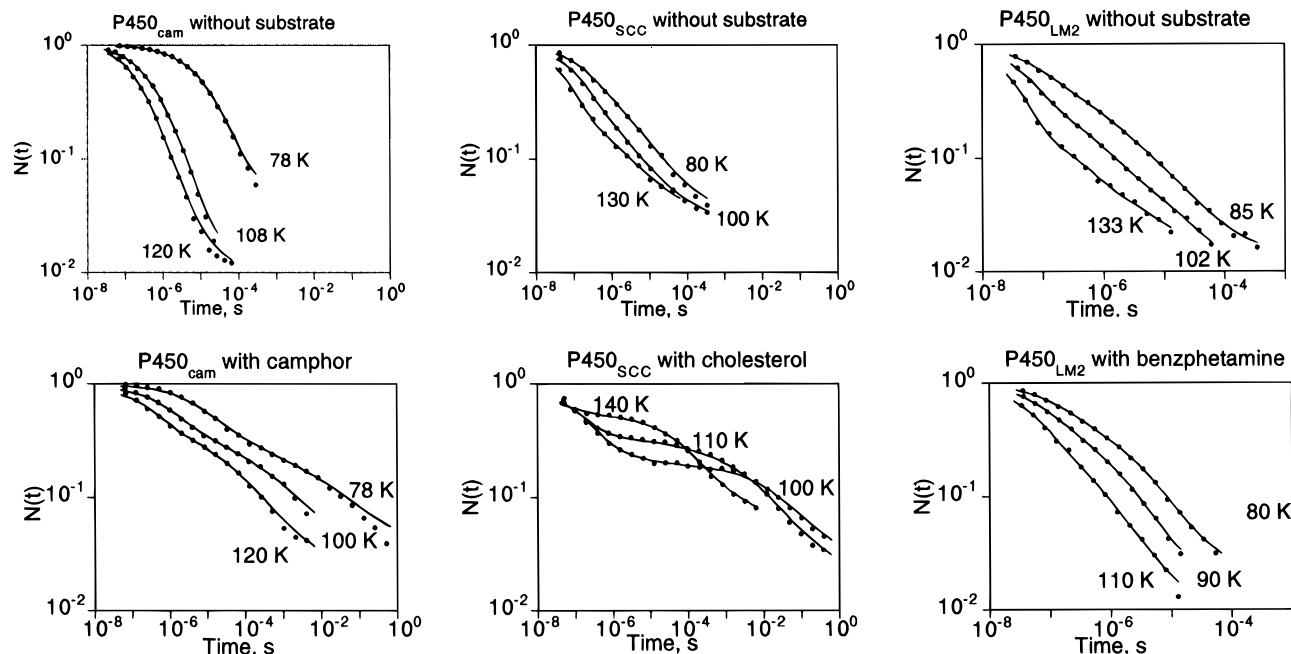 P450cam without substrate
N(t)
10^0
10^-1
10^-2
78 K
108 K
120 K
10^-8 10^-6 10^-4 10^-2 10^0
Time, s
P450SCC without substrate
N(t)
10^0
10^-1
10^-2
80 K
130 K
100 K
10^-8 10^-6 10^-4 10^-2 10^0
Time, s
P450LM2 without substrate
N(t)
10^0
10^-1
10^-2
85 K
133 K
102 K
10^-8 10^-6 10^-4
Time. s
P450cam with camphor
N(t)
10^0
10^-1
10^-2
78 K
100 K
120 K
10^-8 10^-6 10^-4 10^-2 10^0
Time, s
P450SCC with cholesterol
N(t)
10^0
10^-1
10^-2
140 K
110 K
100 K
10^-8 10^-6 10^-4 10^-2 10^0
Time, s
P450LM2 with benzphetamine
N(t)
10^0
10^-1
10^-2
80 K
110 K
90 K
10^-8 10^-6 10^-4
Time, s